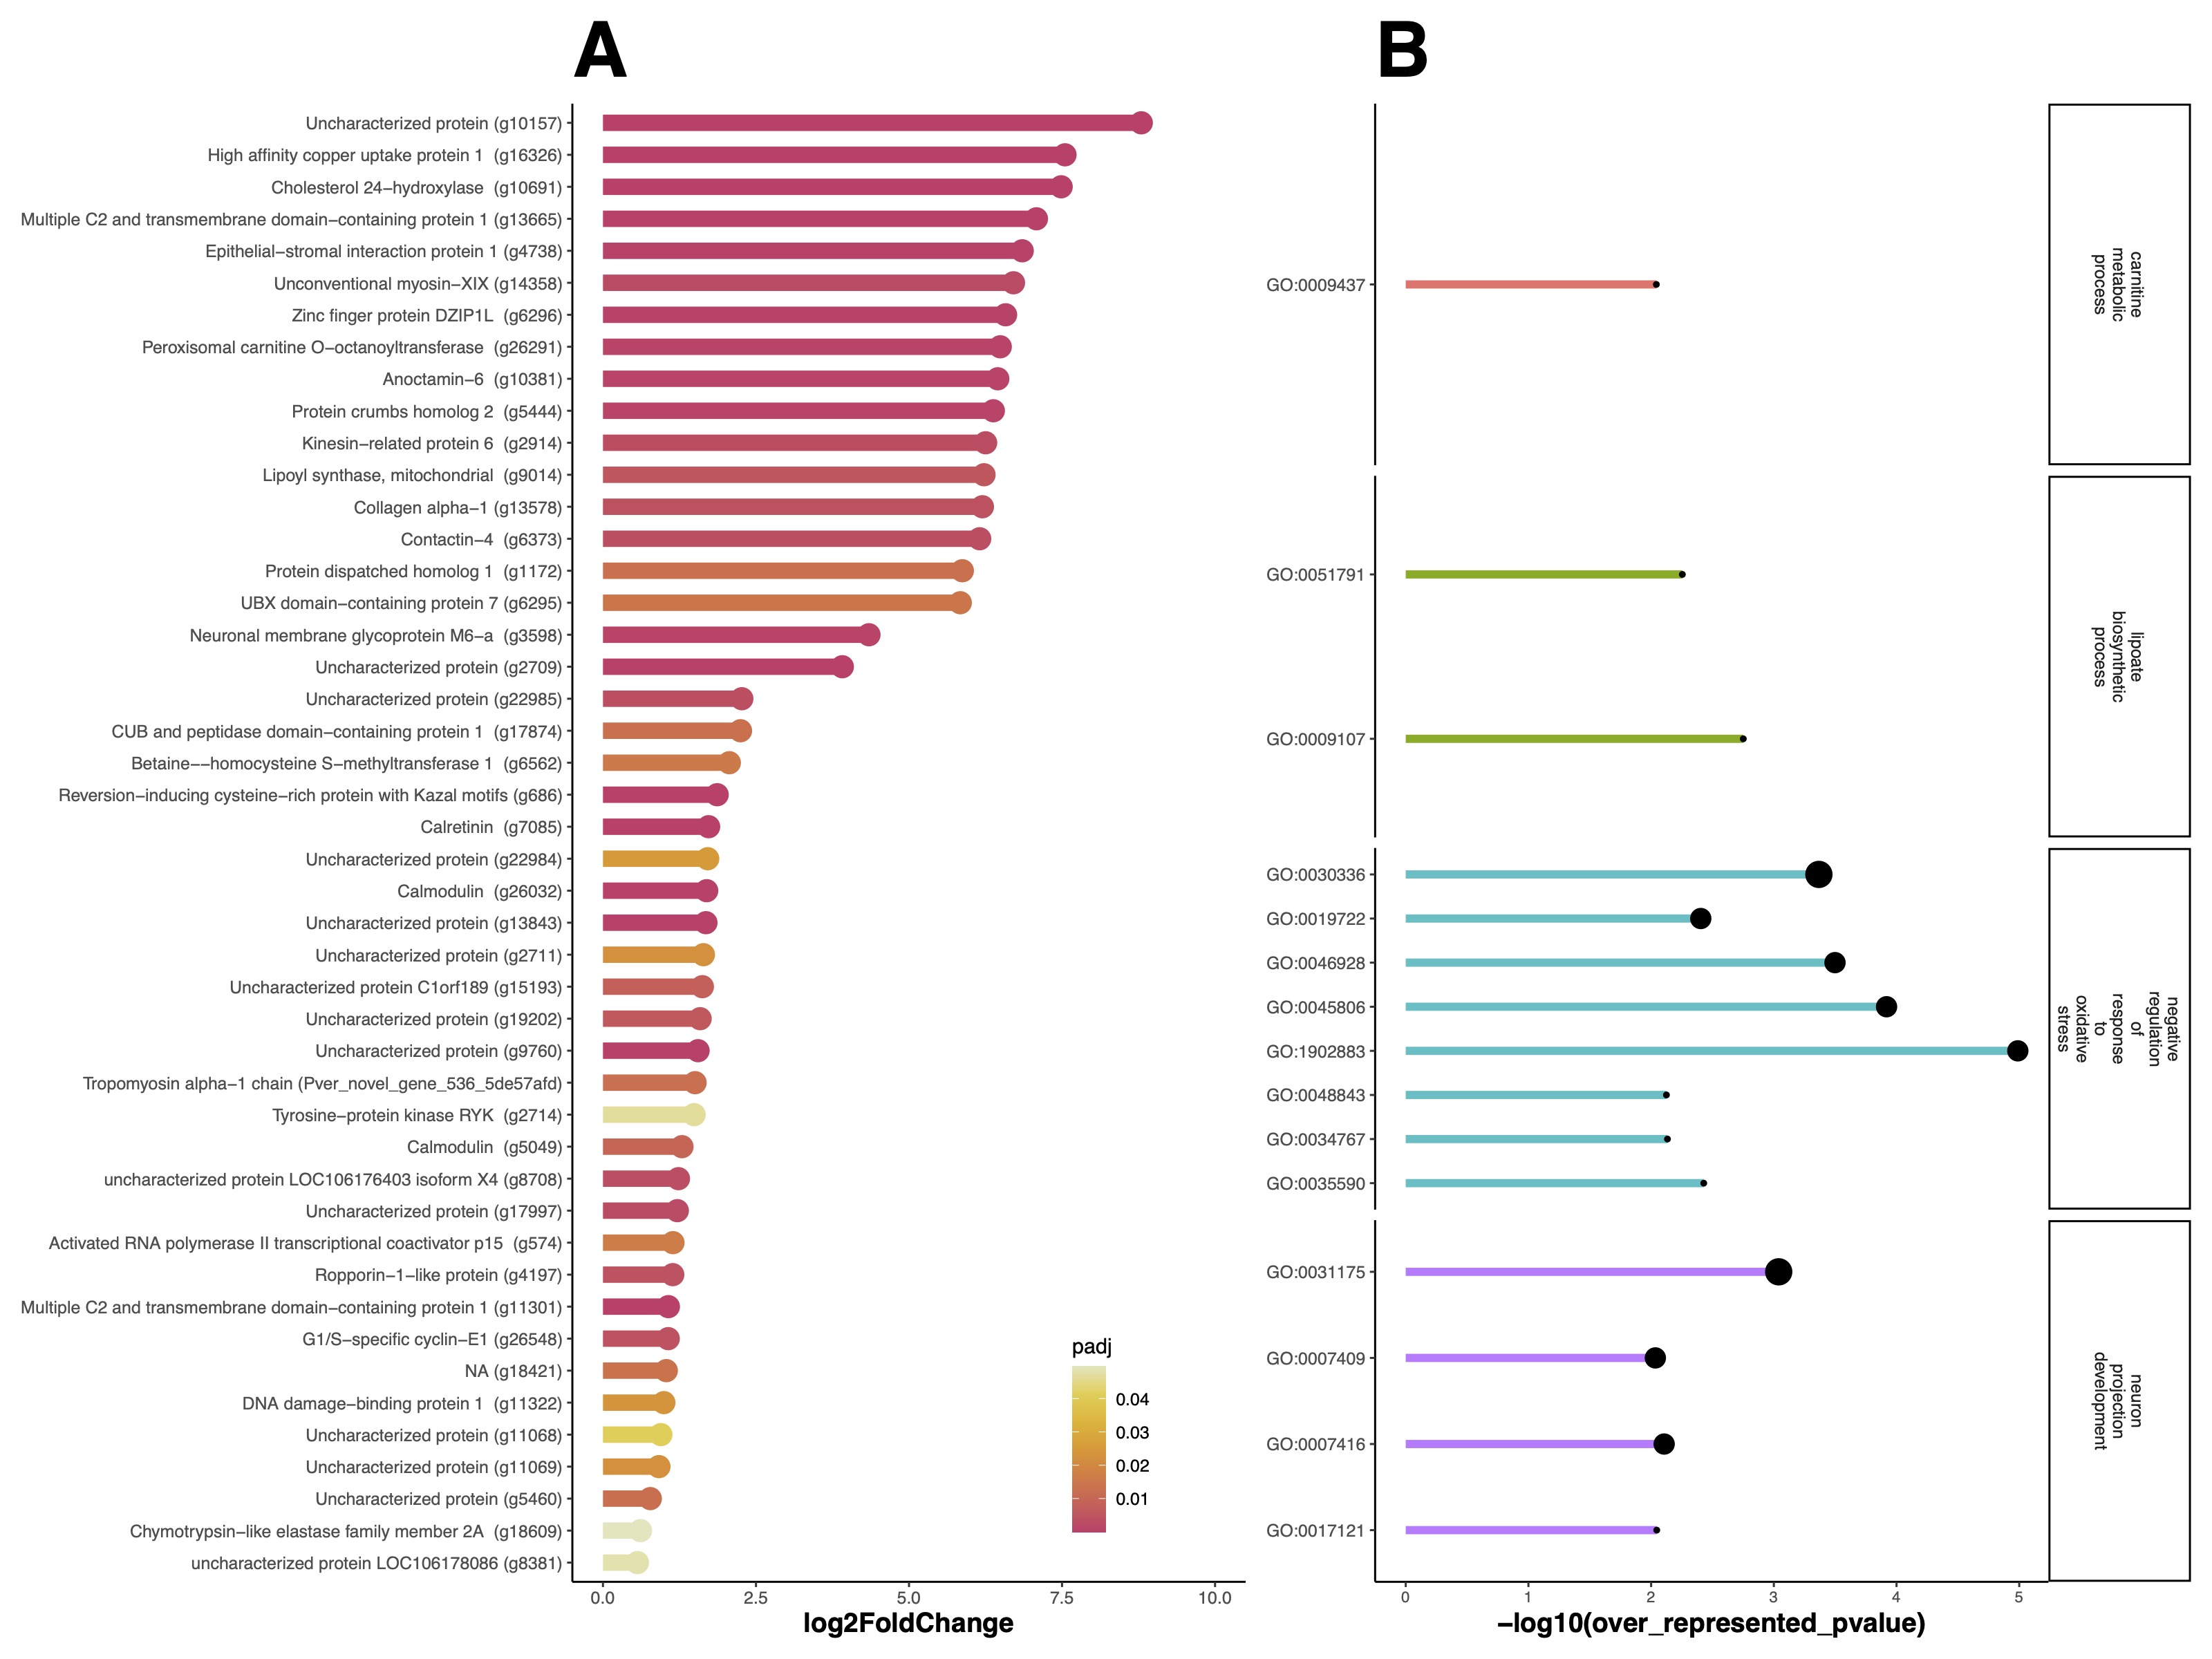 A
B
Uncharacterized protein (g10157)
High affinity copper uptake protein 1 (g16326)
Cholesterol 24−hydroxylase (g10691)
Multiple C2 and transmembrane domain−containing protein 1 (g13665)
Epithelial−stromal interaction protein 1 (g4738)
Unconventional myosin−XIX (g14358)
Zinc finger protein DZIP1L (g6296)
Peroxisomal carnitine O−octanoyltransferase (g26291)
Anoctamin−6 (g10381)
Protein crumbs homolog 2 (g5444)
Kinesin−related protein 6 (g2914)
Lipoyl synthase, mitochondrial (g9014)
Collagen alpha−1 (g13578)
Contactin−4 (g6373)
Protein dispatched homolog 1 (g1172)
UBX domain−containing protein 7 (g6295)
Neuronal membrane glycoprotein M6−a (g3598)
Uncharacterized protein (g2709)
Uncharacterized protein (g22985)
CUB and peptidase domain−containing protein 1 (g17874)
Betaine−−homocysteine S−methyltransferase 1 (g6562)
Reversion−inducing cysteine−rich protein with Kazal motifs (g686)
Calretinin (g7085)
Uncharacterized protein (g22984)
Calmodulin (g26032)
Uncharacterized protein (g13843)
Uncharacterized protein (g2711)
Uncharacterized protein C1orf189 (g15193)
Uncharacterized protein (g19202)
Uncharacterized protein (g9760)
Tropomyosin alpha−1 chain (Pver_novel_gene_536_5de57afd)
Tyrosine−protein kinase RYK (g2714)
Calmodulin (g5049)
uncharacterized protein LOC106176403 isoform X4 (g8708)
Uncharacterized protein (g17997)
Activated RNA polymerase II transcriptional coactivator p15 (g574)
Ropporin−1−like protein (g4197)
Multiple C2 and transmembrane domain−containing protein 1 (g11301)
G1/S−specific cyclin−E1 (g26548)
NA (g18421)
DNA damage−binding protein 1 (g11322)
Uncharacterized protein (g11068)
Uncharacterized protein (g11069)
Uncharacterized protein (g5460)
Chymotrypsin−like elastase family member 2A (g18609)
uncharacterized protein LOC106178086 (g8381)
0.0 2.5 5.0 7.5 10.0
log2FoldChange
padj
0.04
0.03
0.02
0.01
GO:0009437
GO:0051791
GO:0009107
GO:0030336
GO:0019722
GO:0046928
GO:0045806
GO:1902883
GO:0048843
GO:0034767
GO:0035590
GO:0031175
GO:0007409
GO:0007416
GO:0017121
0 1 2 3 4 5
−log10(over_represented_pvalue)
carnitine
metabolic
process
lipoate
biosynthetic
process
negative
regulation
of
response
to
oxidative
stress
neuron
projection
development